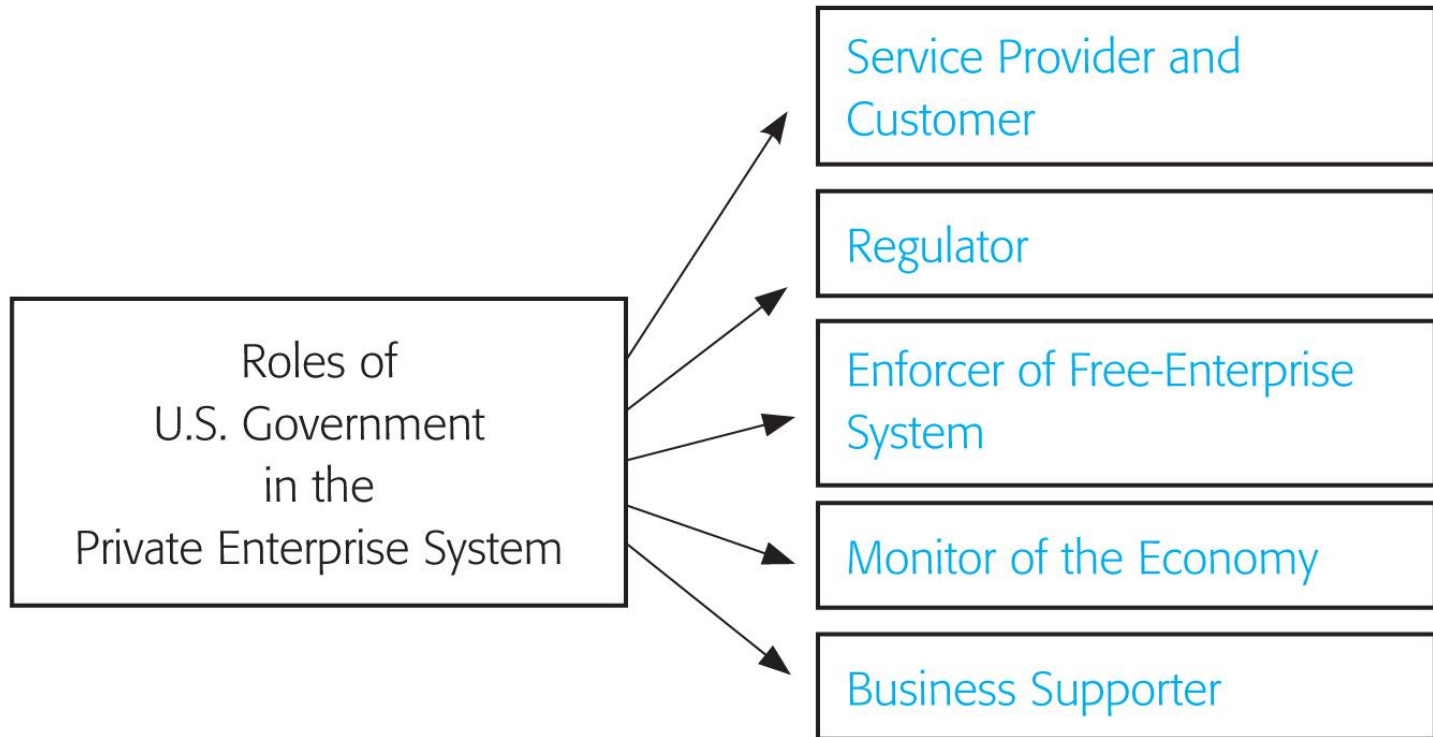 Roles of
U.S. Government
in the
Private Enterprise System
Service Provider and
Customer
Regulator
Enforcer of Free-Enterprise
System
Monitor of the Economy
Business Supporter